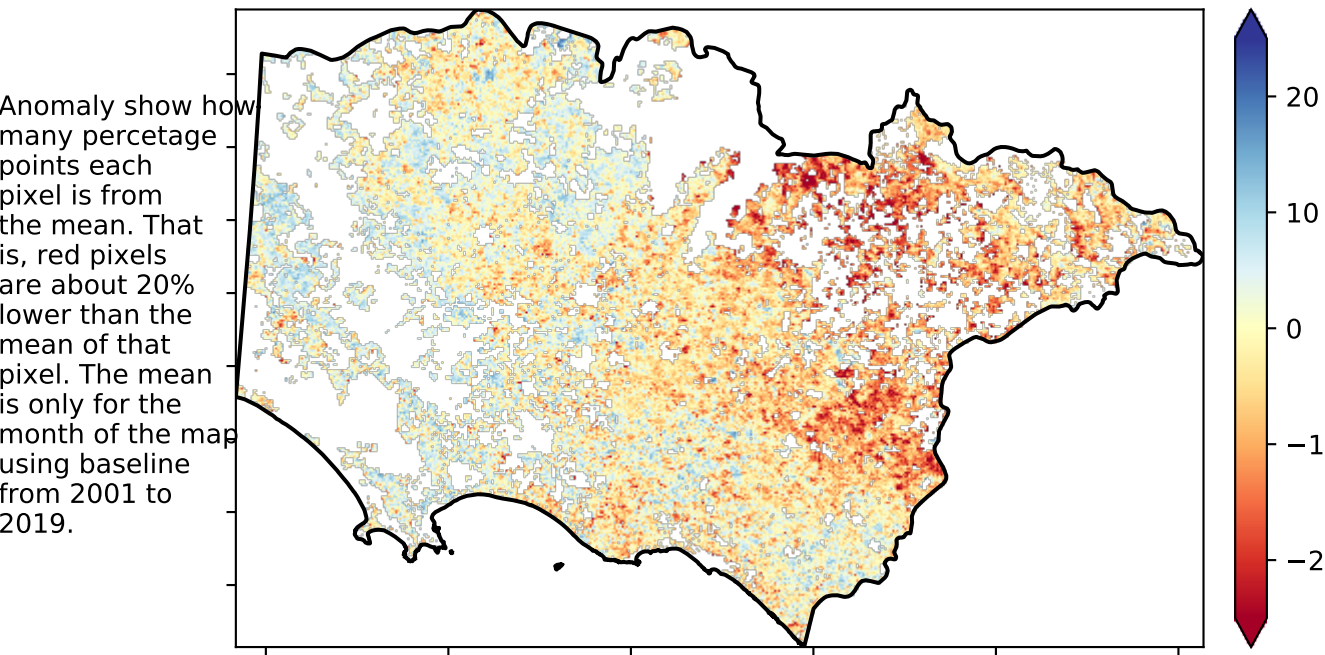 Anomaly show how
many percetage
points each
pixel is from
the mean. That
is, red pixels
are about 20%
lower than the
mean of that
pixel. The mean
is only for the
month of the map
using baseline
from 2001 to
2019.
20
10
0
−1
−2